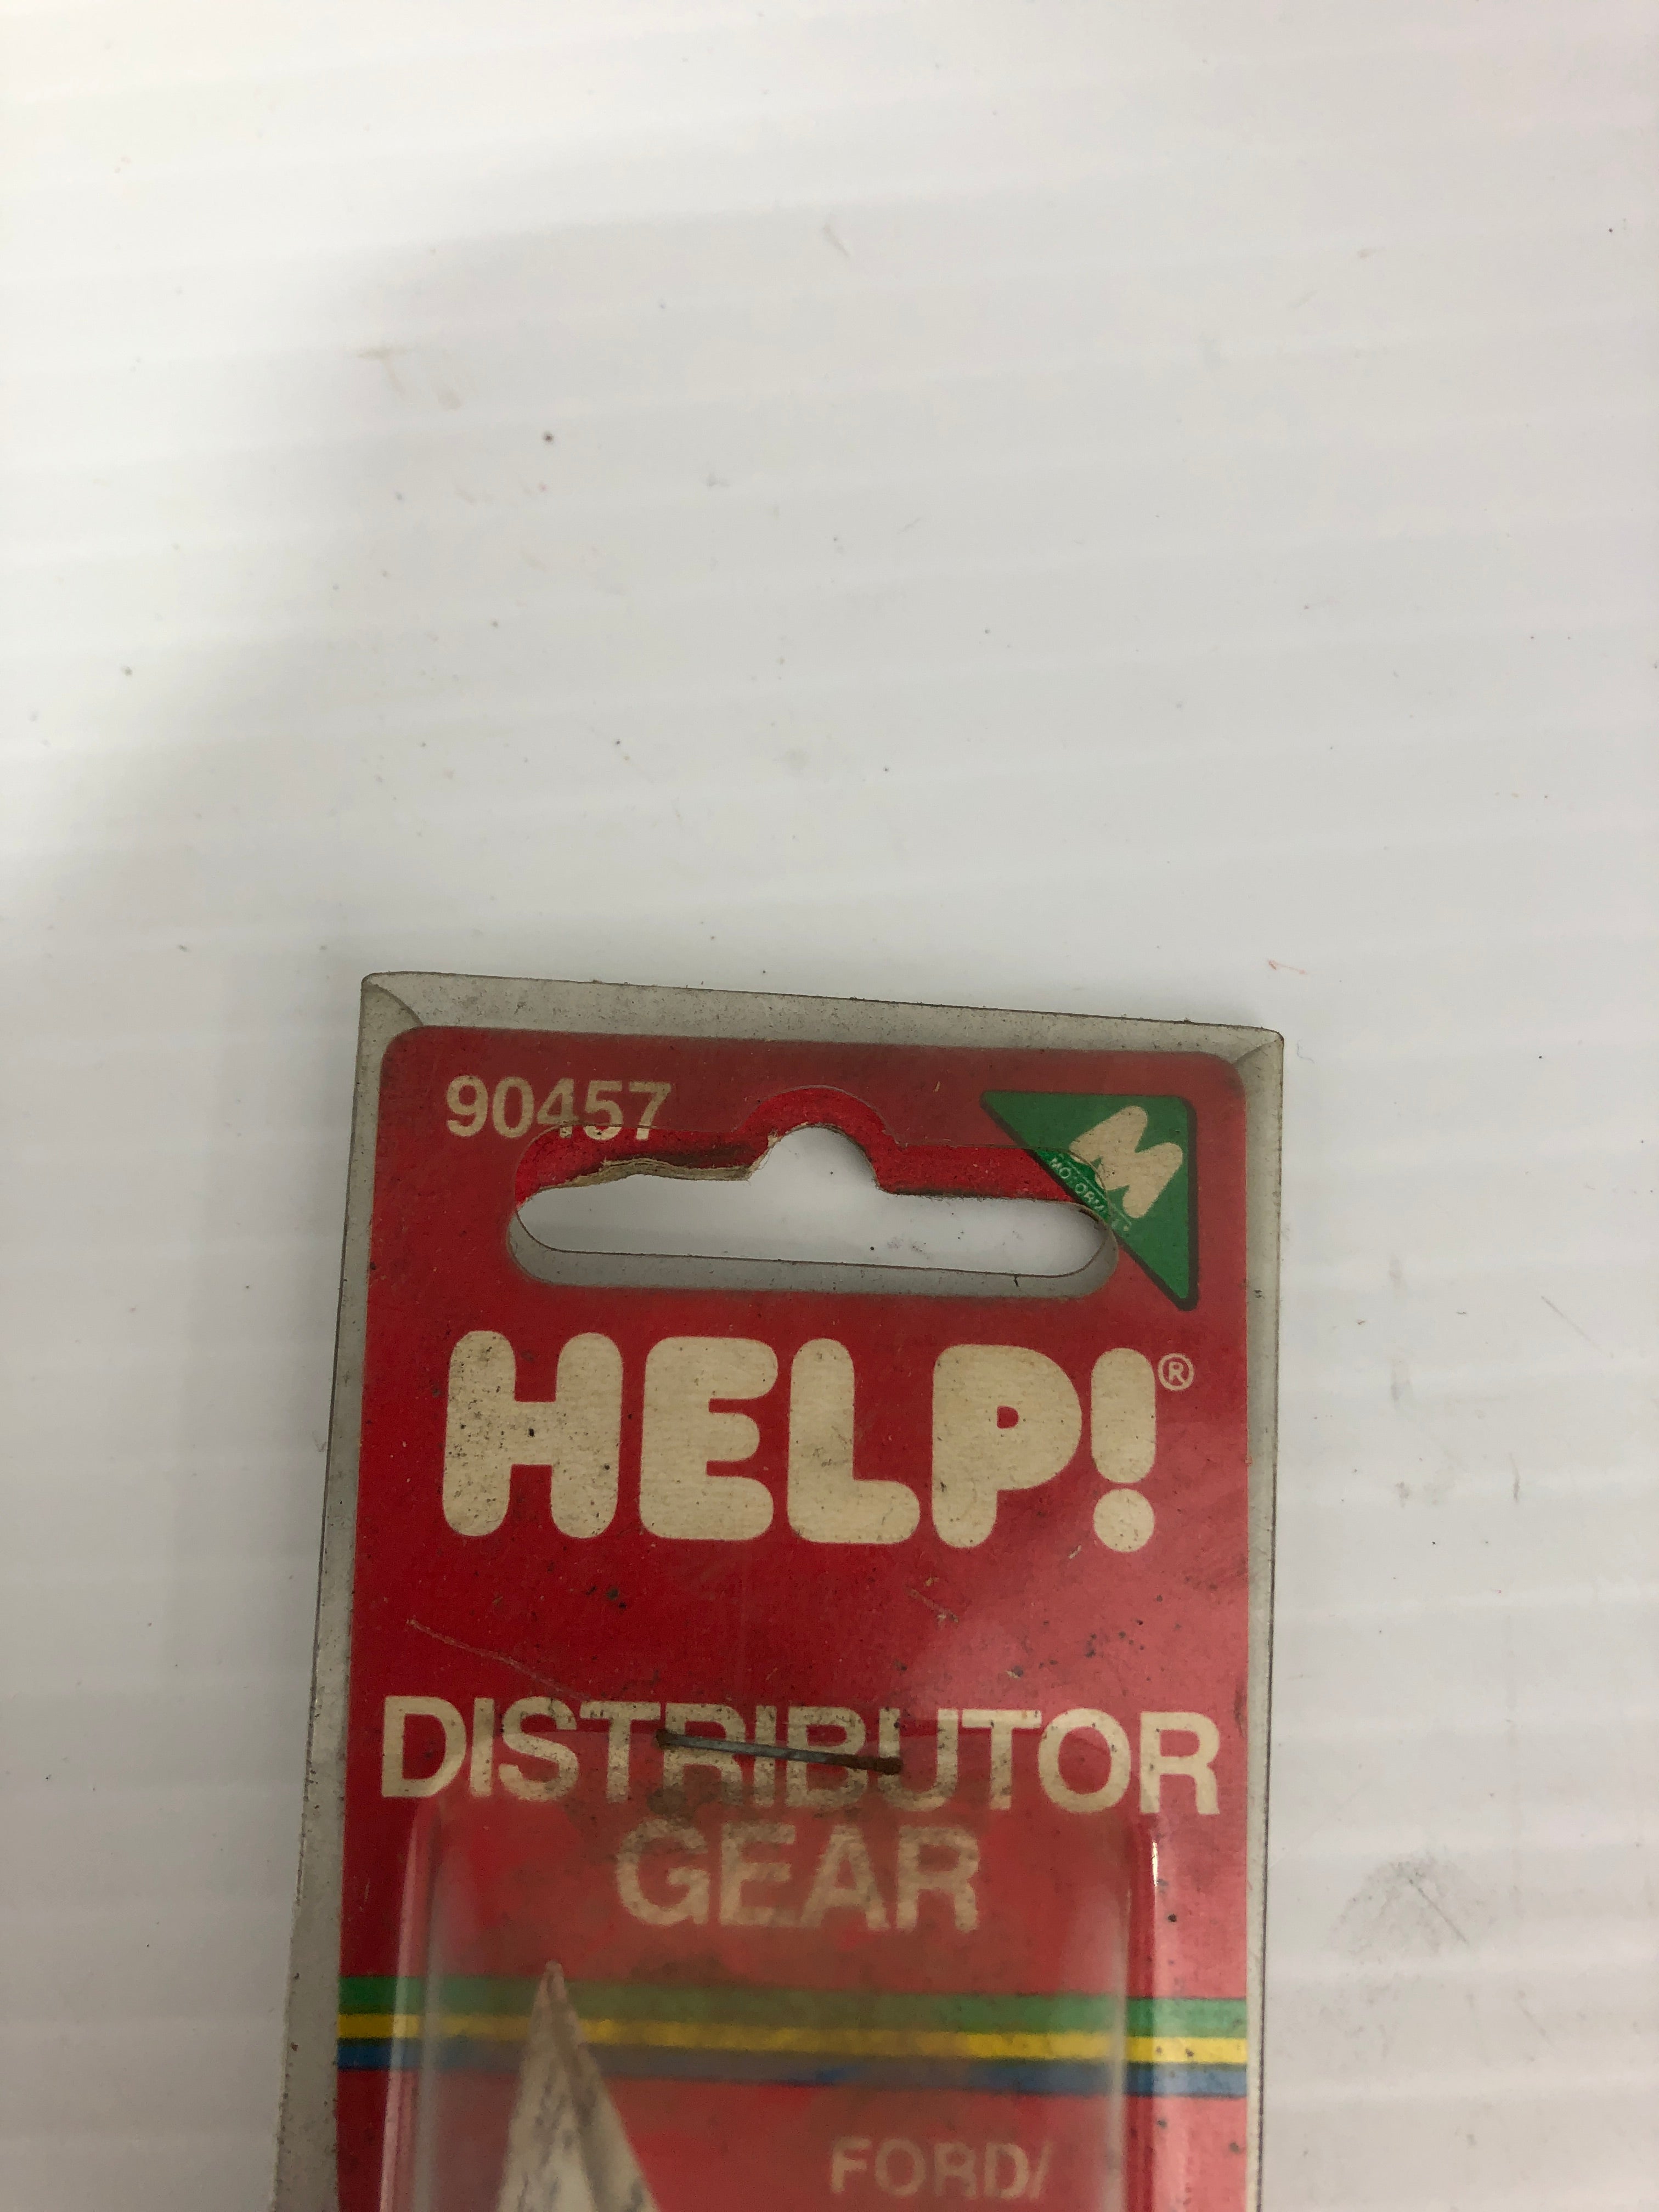 90457
M
HELP!®
DISTRIBUTOR
GEAR
FORD/